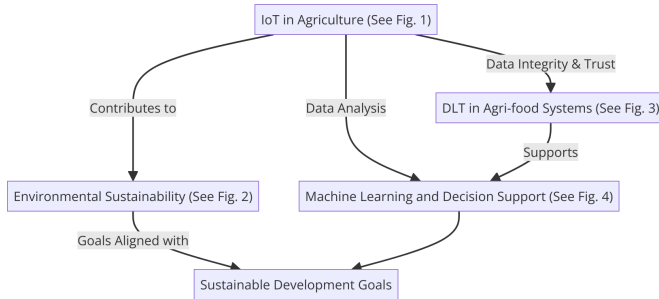 IoT in Agriculture (See Fig. 1)
Data Integrity & Trust
Contributes to
Data Analysis
DLT in Agri-food Systems (See Fig. 3)
Supports
Environmental Sustainability (See Fig. 2)
Machine Learning and Decision Support (See Fig. 4)
Goals Aligned with
Sustainable Development Goals